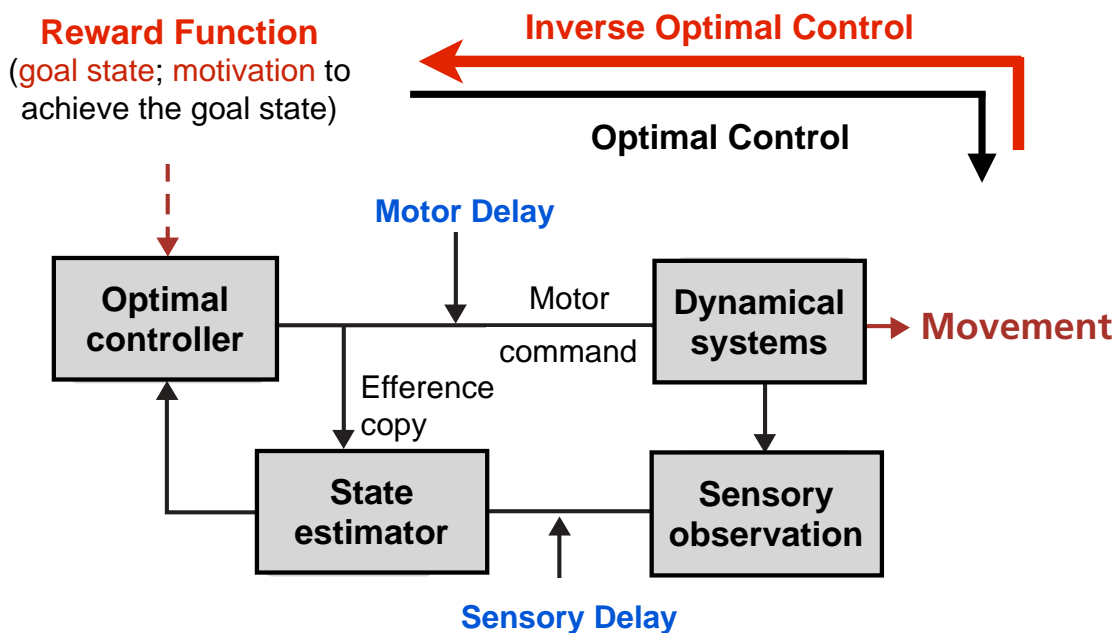 Reward Function
(goal state; motivation to
achieve the goal state)
Inverse Optimal Control
Optimal Control
Motor Delay
Optimal
controller
Motor
command
Dynamical
systems
Movement
Efference
copy
State
estimator
Sensory
observation
Sensory Delay